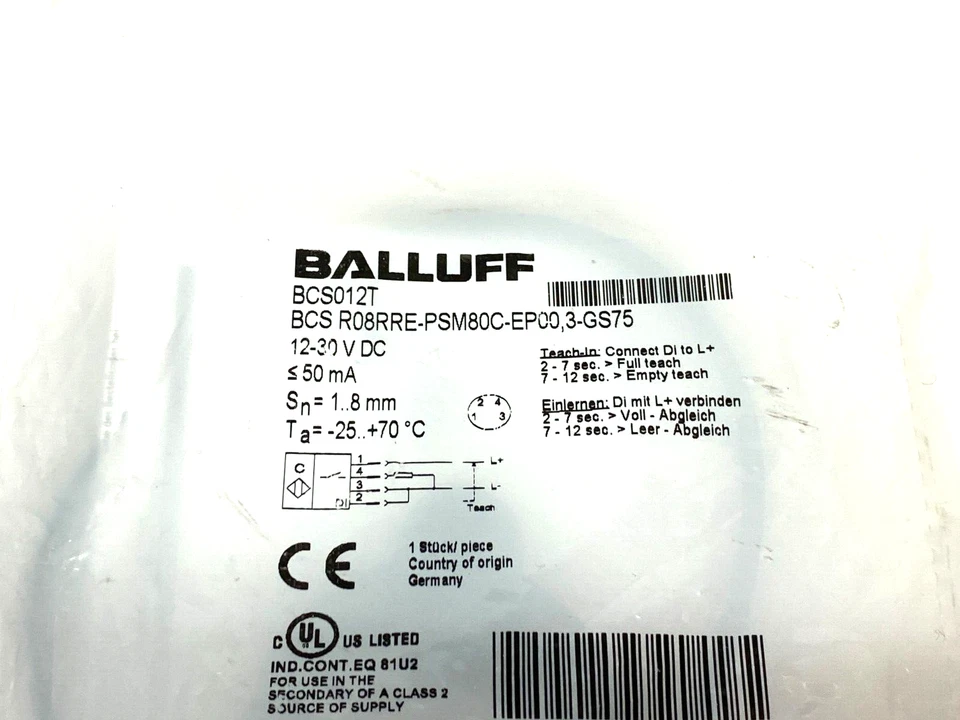 BALLUFF
BCS012T
BCS R08RRE-PSM80C-EP00,3-GS75
12-30 V DC
≤ 50 mA
Sn = 1..8 mm
Ta = -25..+70 °C
Teach-In: Connect DI to L+
2 - 7 sec. > Full teach
7 - 12 sec. > Empty teach
Einlernen: DI mit L+ verbinden
2 - 7 sec. > Voll - Abgleich
7 - 12 sec. > Leer - Abgleich
2 4
1 3
C
1 L+
4
3 L-
DI 2
Teach
CE
1 Stück/ piece
Country of origin
Germany
C UL US LISTED
IND.CONT.EQ 81U2
FOR USE IN THE
SECONDARY OF A CLASS 2
SOURCE OF SUPPLY